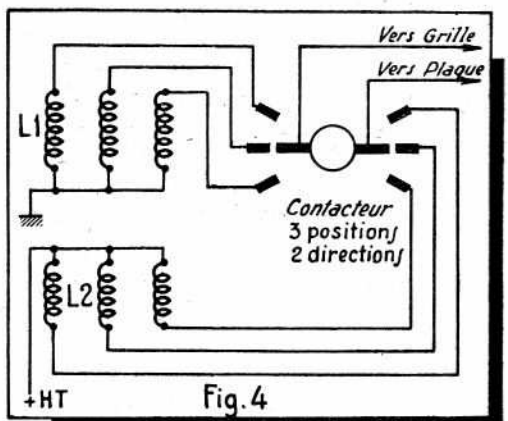 Vers Grille
Vers Plaque
L1
Contacteur
3 positions
2 directions
L2
+HT
Fig. 4